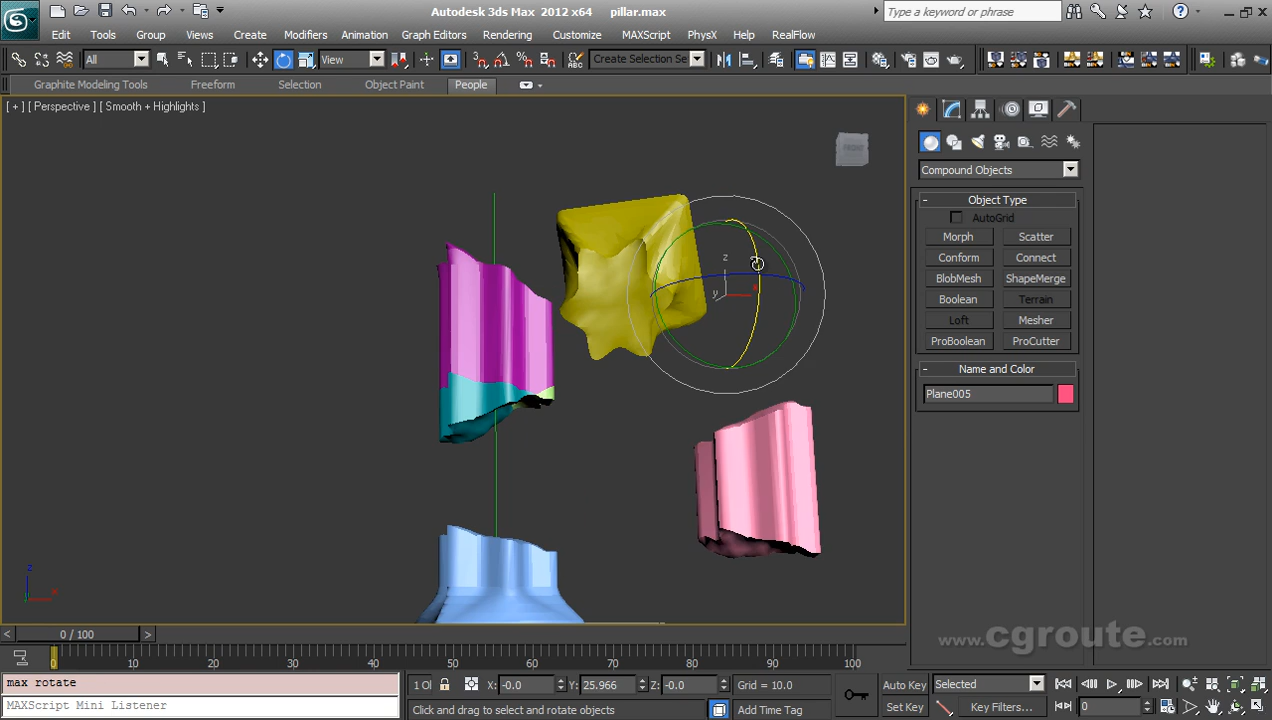 Autodesk 3ds Max 2012 x64 pillar.max
Type a keyword or phrase
Edit Tools Group Views Create Modifiers Animation Graph Editors Rendering Customize MAXScript PhysX Help RealFlow
All View Create Selection Se
Graphite Modeling Tools Freeform Selection Object Paint People
[ + ] [ Perspective ] [ Smooth + Highlights ]
FRONT
Compound Objects
- Object Type
AutoGrid
Morph Scatter
Conform Connect
BlobMesh ShapeMerge
Boolean Terrain
Loft Mesher
ProBoolean ProCutter
- Name and Color
Plane005
z
x
y
z
x
www.cgroute.com
< 0 / 100 >
0 10 20 30 40 50 60 70 80 90 100
max rotate
MAXScript Mini Listener
1 Ol X: -0.0 Y: 25.966 Z: -0.0 Grid = 10.0
Click and drag to select and rotate objects Add Time Tag
Auto Key Selected
Set Key Key Filters... 0